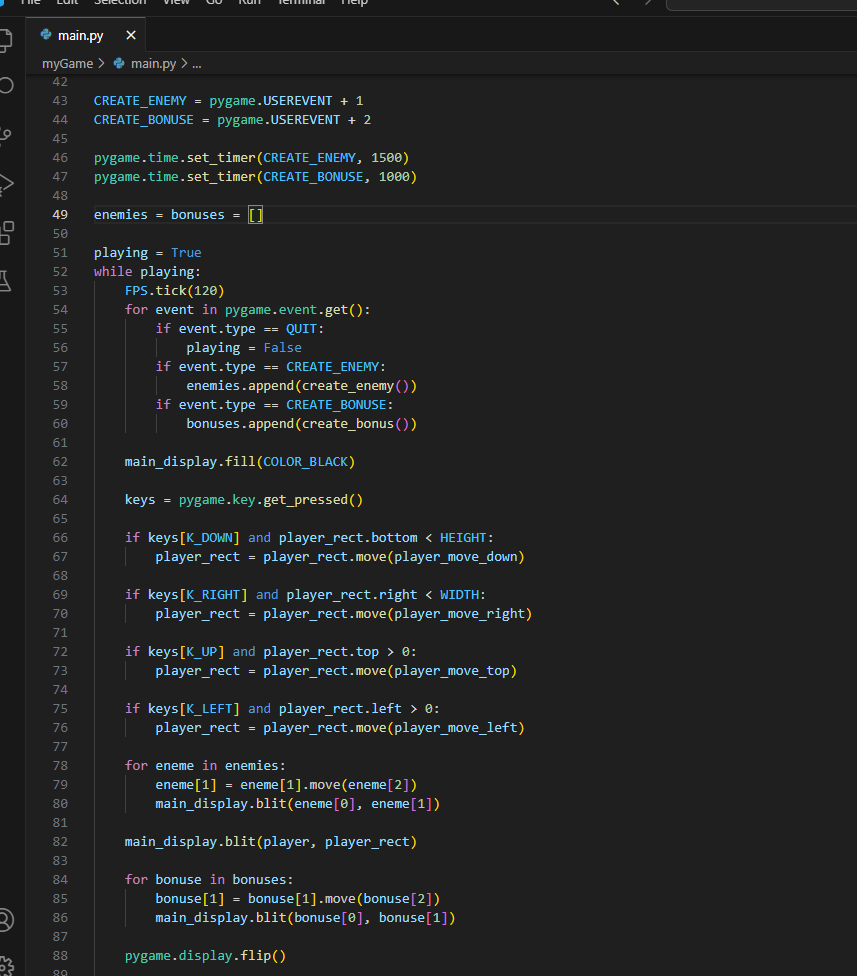 File Edit Selection View Go Run Terminal Help
main.py
myGame > main.py > ...
42
43 CREATE_ENEMY = pygame.USEREVENT + 1
44 CREATE_BONUSE = pygame.USEREVENT + 2
45
46 pygame.time.set_timer(CREATE_ENEMY, 1500)
47 pygame.time.set_timer(CREATE_BONUSE, 1000)
48
49 enemies = bonuses = []
50
51 playing = True
52 while playing:
53     FPS.tick(120)
54     for event in pygame.event.get():
55         if event.type == QUIT:
56             playing = False
57         if event.type == CREATE_ENEMY:
58             enemies.append(create_enemy())
59         if event.type == CREATE_BONUSE:
60             bonuses.append(create_bonus())
61
62     main_display.fill(COLOR_BLACK)
63
64     keys = pygame.key.get_pressed()
65
66     if keys[K_DOWN] and player_rect.bottom < HEIGHT:
67         player_rect = player_rect.move(player_move_down)
68
69     if keys[K_RIGHT] and player_rect.right < WIDTH:
70         player_rect = player_rect.move(player_move_right)
71
72     if keys[K_UP] and player_rect.top > 0:
73         player_rect = player_rect.move(player_move_top)
74
75     if keys[K_LEFT] and player_rect.left > 0:
76         player_rect = player_rect.move(player_move_left)
77
78     for eneme in enemies:
79         eneme[1] = eneme[1].move(eneme[2])
80         main_display.blit(eneme[0], eneme[1])
81
82     main_display.blit(player, player_rect)
83
84     for bonuse in bonuses:
85         bonuse[1] = bonuse[1].move(bonuse[2])
86         main_display.blit(bonuse[0], bonuse[1])
87
88     pygame.display.flip()
89